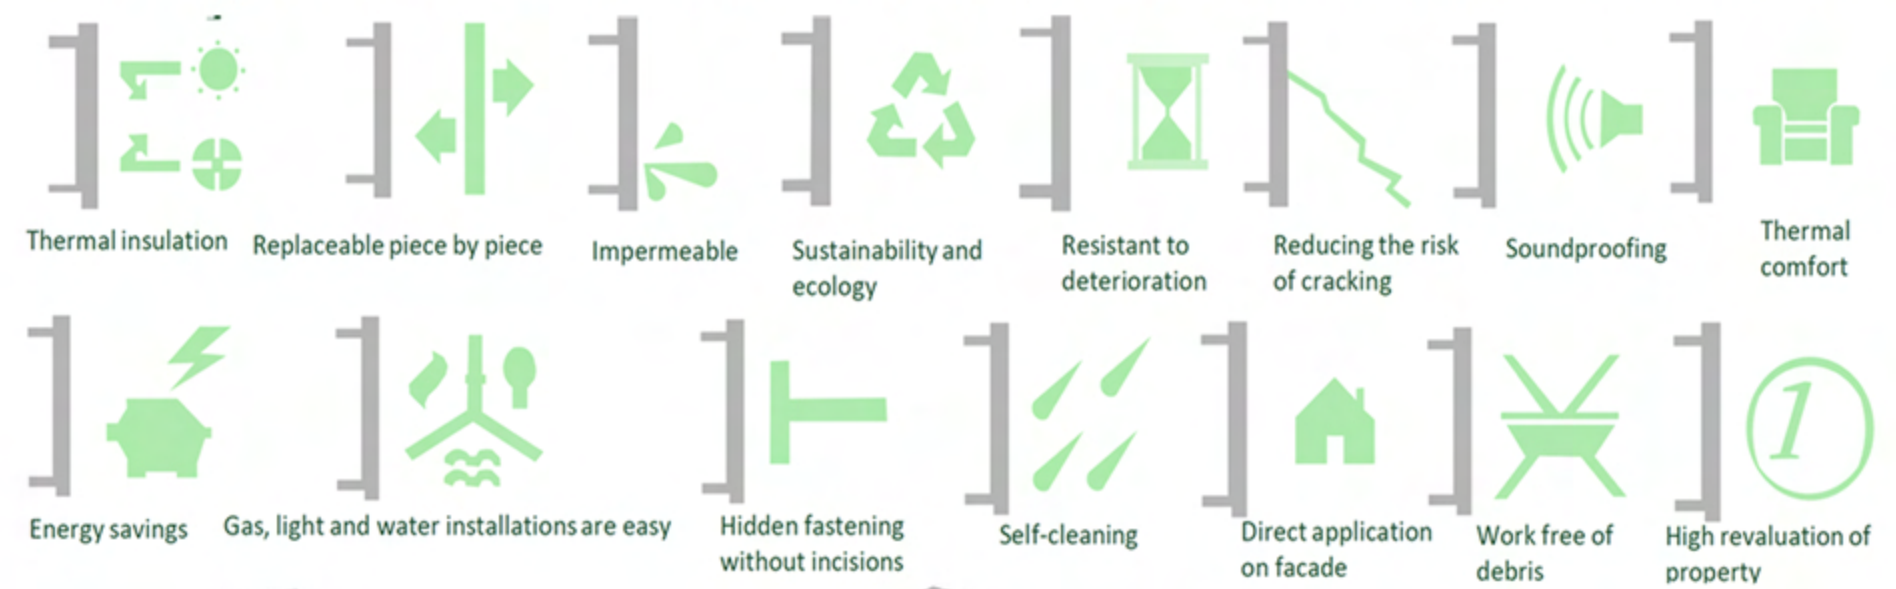 Thermal insulation
Replaceable piece by piece
Impermeable
Sustainability and
ecology
Resistant to
deterioration
Reducing the risk
of cracking
Soundproofing
Thermal
comfort
Energy savings
Gas, light and water installations are easy
Hidden fastening
without incisions
Self-cleaning
Direct application
on facade
Work free of
debris
1
High revaluation of
property